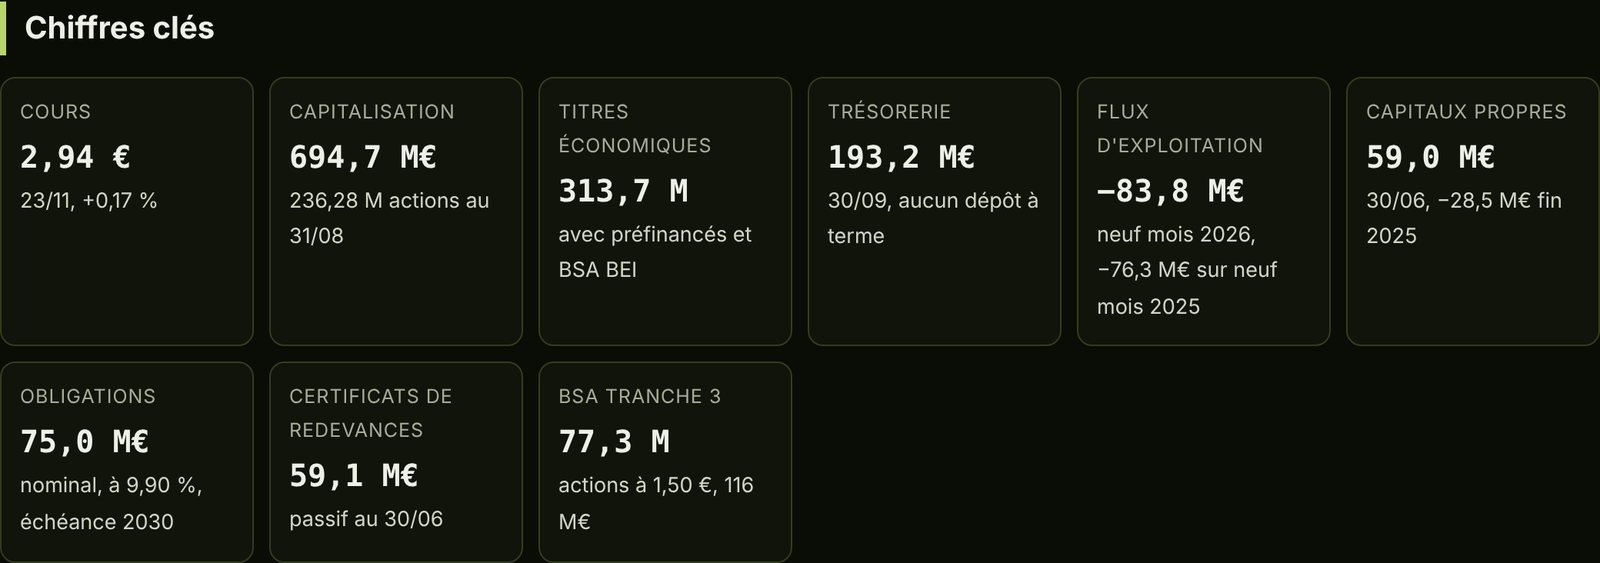 Chiffres clés
COURS
2,94 €
23/11, +0,17 %
CAPITALISATION
694,7 M€
236,28 M actions au
31/08
TITRES
ÉCONOMIQUES
313,7 M
avec préfinancés et
BSA BEI
TRÉSORERIE
193,2 M€
30/09, aucun dépôt à
terme
FLUX
D'EXPLOITATION
−83,8 M€
neuf mois 2026,
−76,3 M€ sur neuf
mois 2025
CAPITAUX PROPRES
59,0 M€
30/06, −28,5 M€ fin
2025
OBLIGATIONS
75,0 M€
nominal, à 9,90 %,
échéance 2030
CERTIFICATS DE
REDEVANCES
59,1 M€
passif au 30/06
BSA TRANCHE 3
77,3 M
actions à 1,50 €, 116
M€